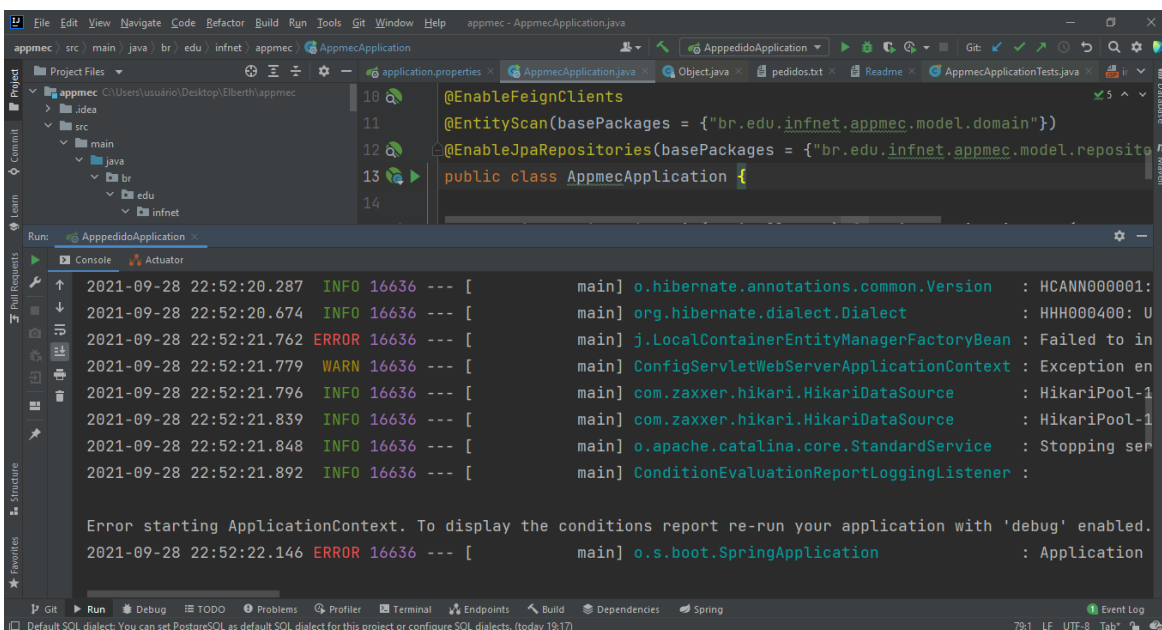 File Edit View Navigate Code Refactor Build Run Tools Git Window Help appmec - AppmecApplication.java
appmec src main java br edu infnet appmec AppmecApplication ApppedidoApplication Git:
Project Files application.properties AppmecApplication.java Object.java pedidos.txt Readme AppmecApplicationTests.java
appmec C:\Users\usuário\Desktop\Elberth\appmec
.idea
src
main
java
br
edu
infnet
10 @EnableFeignClients 5
11 @EntityScan(basePackages = {"br.edu.infnet.appmec.model.domain"})
12 @EnableJpaRepositories(basePackages = {"br.edu.infnet.appmec.model.reposito
13 public class AppmecApplication {
14
Project
Commit
Learn
Pull Requests
Structure
Favorites
Database
Run: ApppedidoApplication
Console Actuator
2021-09-28 22:52:20.287 INFO 16636 --- [ main] o.hibernate.annotations.common.Version : HCANN000001:
2021-09-28 22:52:20.674 INFO 16636 --- [ main] org.hibernate.dialect.Dialect : HHH000400: U
2021-09-28 22:52:21.762 ERROR 16636 --- [ main] j.LocalContainerEntityManagerFactoryBean : Failed to in
2021-09-28 22:52:21.779 WARN 16636 --- [ main] ConfigServletWebServerApplicationContext : Exception en
2021-09-28 22:52:21.796 INFO 16636 --- [ main] com.zaxxer.hikari.HikariDataSource : HikariPool-1
2021-09-28 22:52:21.839 INFO 16636 --- [ main] com.zaxxer.hikari.HikariDataSource : HikariPool-1
2021-09-28 22:52:21.848 INFO 16636 --- [ main] o.apache.catalina.core.StandardService : Stopping ser
2021-09-28 22:52:21.892 INFO 16636 --- [ main] ConditionEvaluationReportLoggingListener :
Error starting ApplicationContext. To display the conditions report re-run your application with 'debug' enabled.
2021-09-28 22:52:22.146 ERROR 16636 --- [ main] o.s.boot.SpringApplication : Application
Git Run Debug TODO Problems Profiler Terminal Endpoints Build Dependencies Spring 1 Event Log
Default SQL dialect: You can set PostgreSQL as default SQL dialect for this project or configure SQL dialects. (today 19:17) 79:1 LF UTF-8 Tab*